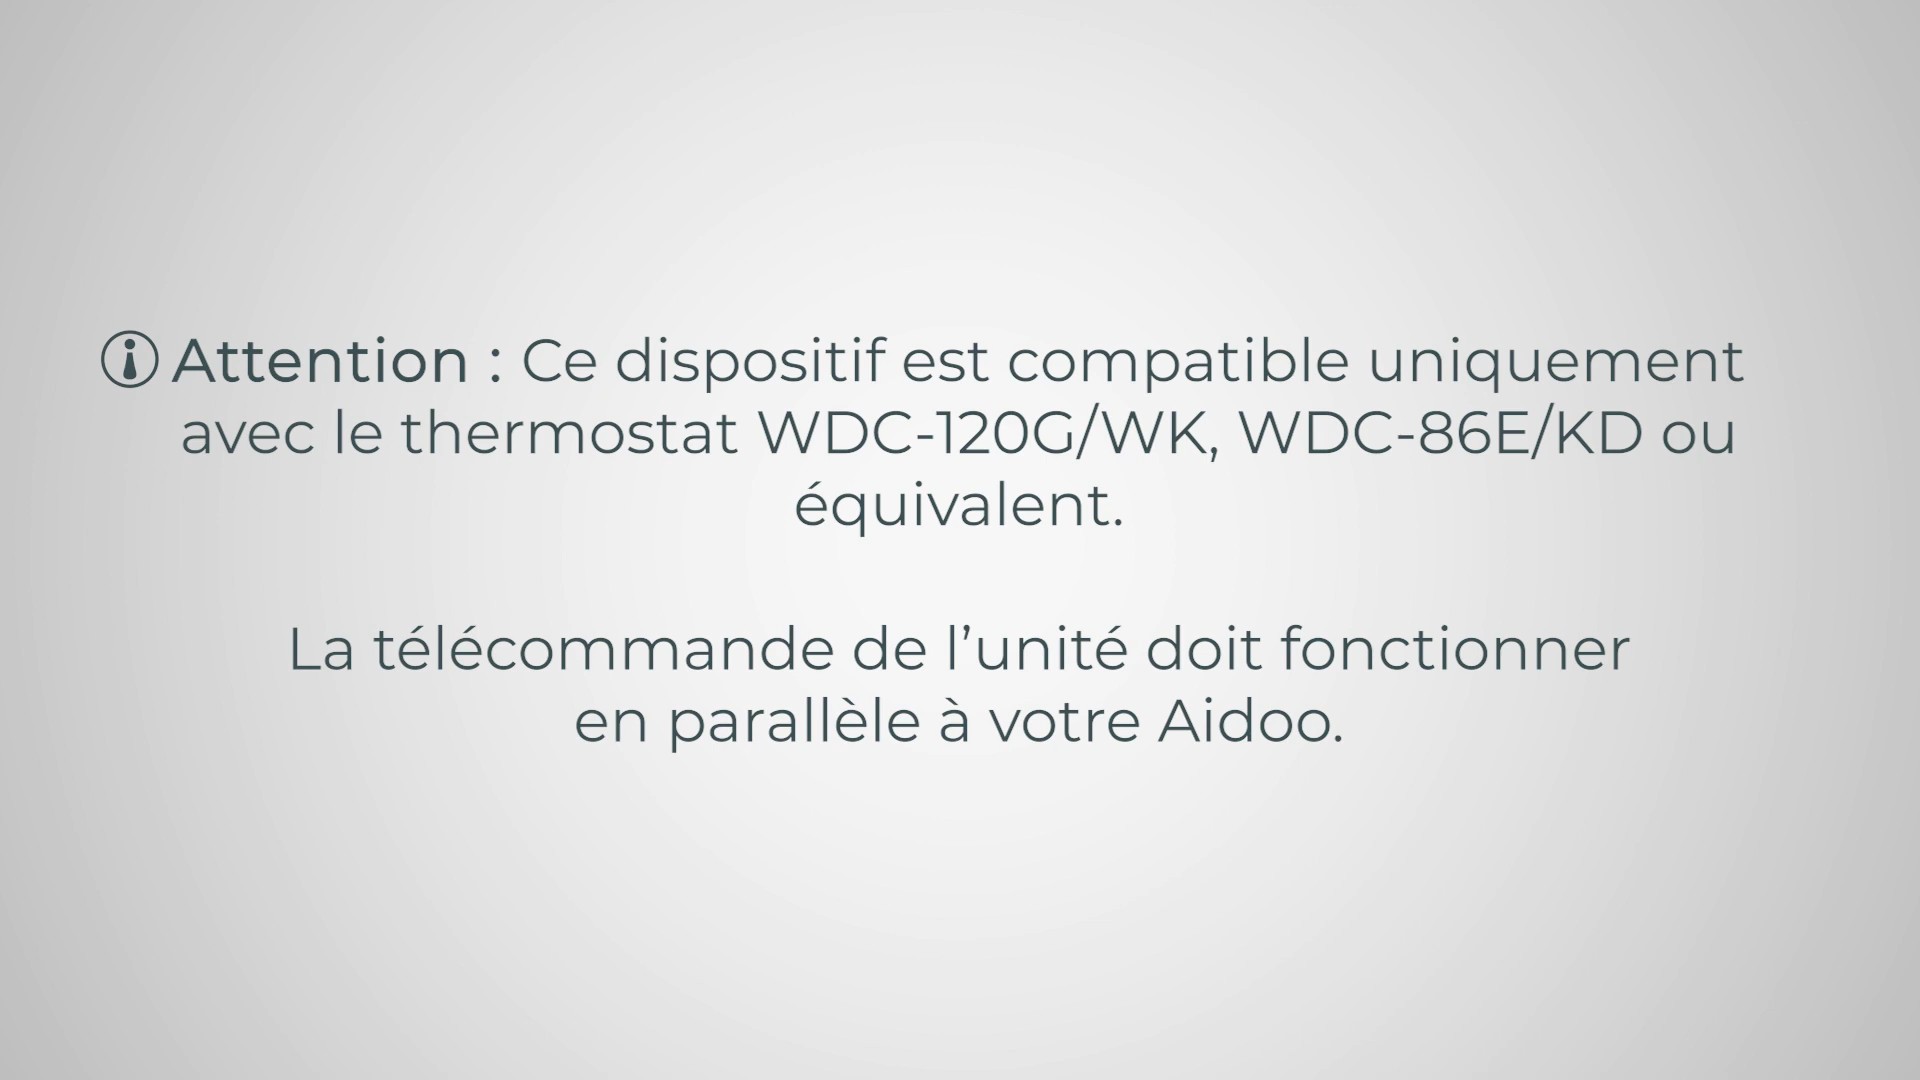 Attention : Ce dispositif est compatible uniquement
avec le thermostat WDC-120G/WK, WDC-86E/KD ou
équivalent.
La télécommande de l’unité doit fonctionner
en parallèle à votre Aidoo.